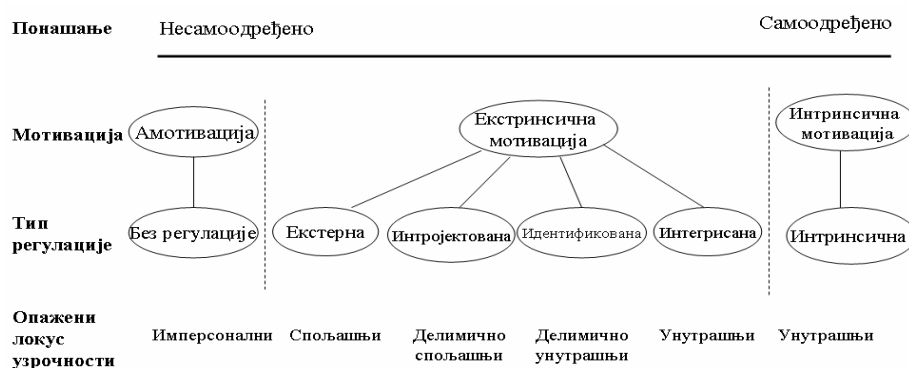 Понашање Несамоодређено Самоодређено
Мотивација Амотивација Екстринсична мотивација Интринсична мотивација
Тип регулације Без регулације Екстерна Интројектована Идентификована Интегрисана Интринсична
Опажени локус узрочности Имперсонални Спољашњи Делимично спољашњи Делимично унутрашњи Унутрашњи Унутрашњи